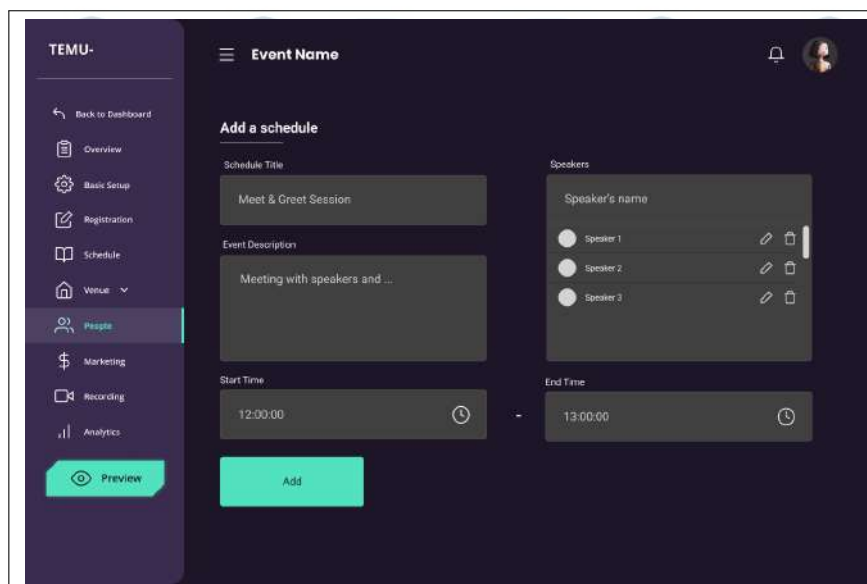 TEMU-
Event Name
Back to Dashboard
Overview
Basic Setup
Registration
Schedule
Venue
People
Marketing
Recording
Analytics
Preview
Add a schedule
Schedule Title
Meet & Greet Session
Event Description
Meeting with speakers and ...
Speakers
Speaker's name
Speaker 1
Speaker 2
Speaker 3
Start Time
12:00:00
-
End Time
13:00:00
Add